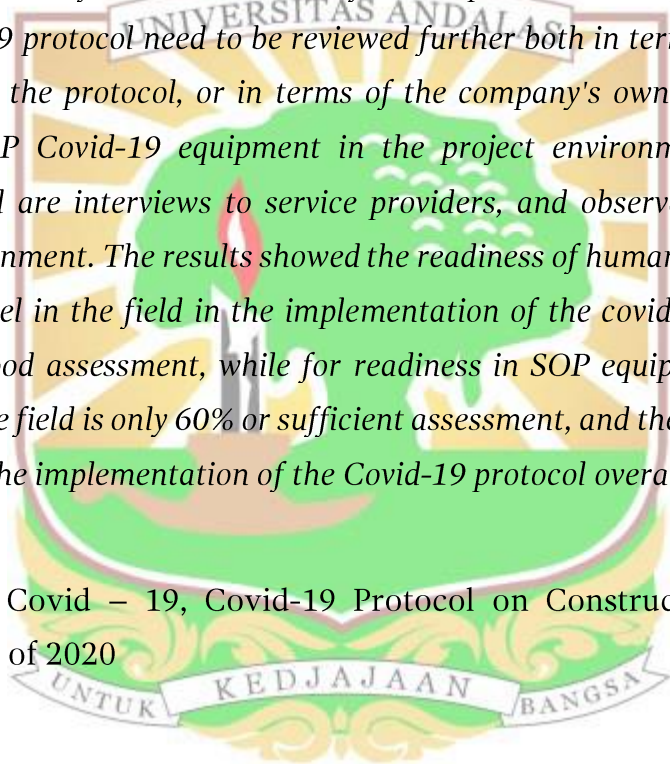 UNIVERSITAS ANDALAS
9 protocol need to be reviewed further both in ter
the protocol, or in terms of the company's own
P Covid-19 equipment in the project environm
l are interviews to service providers, and observ
nment. The results showed the readiness of human
el in the field in the implementation of the covid
od assessment, while for readiness in SOP equip
e field is only 60% or sufficient assessment, and tha
he implementation of the Covid-19 protocol overa
Covid – 19, Covid-19 Protocol on Construc
of 2020
UNTUK KEDJAJAAN BANGSA